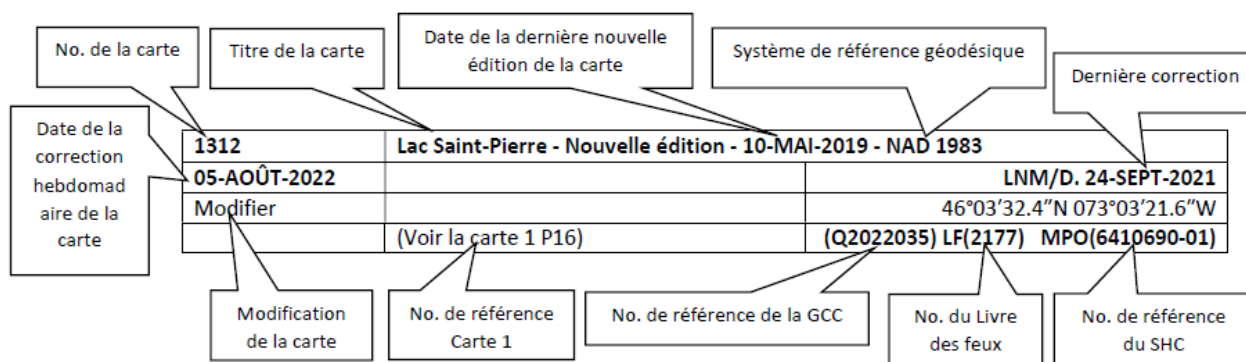 No. de la carte
Titre de la carte
Date de la dernière nouvelle
édition de la carte
Système de référence géodésique
Dernière correction
Date de la
correction
hebdomad
aire de la
carte
1312 Lac Saint-Pierre - Nouvelle édition - 10-MAI-2019 - NAD 1983
05-AOÛT-2022 LNM/D. 24-SEPT-2021
Modifier 46°03’32.4”N 073°03’21.6”W
(Voir la carte 1 P16) (Q2022035) LF(2177) MPO(6410690-01)
Modification
de la carte
No. de référence
Carte 1
No. de référence de la GCC
No. du Livre
des feux
No. de référence
du SHC